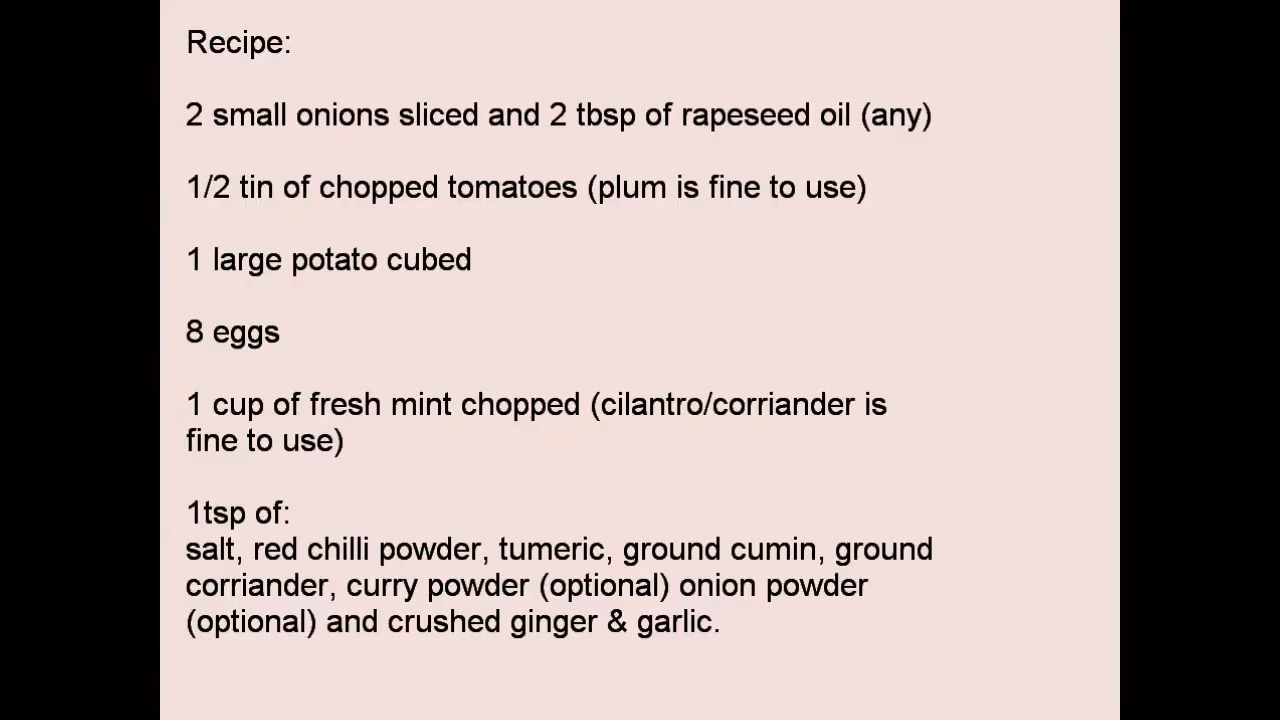 Recipe:
2 small onions sliced and 2 tbsp of rapeseed oil (any)
1/2 tin of chopped tomatoes (plum is fine to use)
1 large potato cubed
8 eggs
1 cup of fresh mint chopped (cilantro/corriander is
fine to use)
1tsp of:
salt, red chilli powder, tumeric, ground cumin, ground
corriander, curry powder (optional) onion powder
(optional) and crushed ginger & garlic.